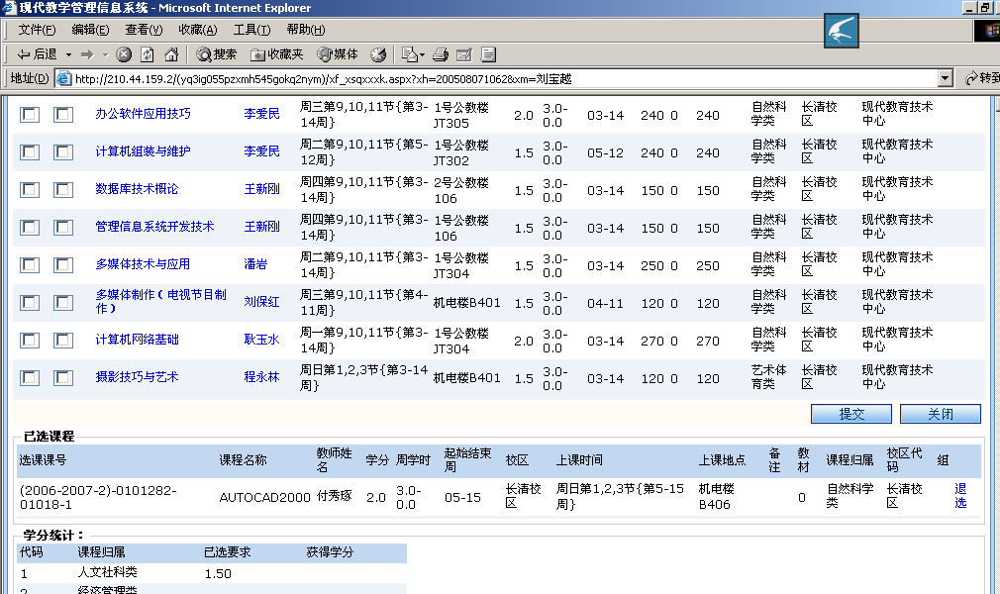 现代教学管理信息系统 - Microsoft Internet Explorer
文件(F) 编辑(E) 查看(V) 收藏(A) 工具(T) 帮助(H)
后退 搜索 收藏夹 媒体
地址(D) http://210.44.159.2/(yq3ig055pzxmh545gokq2nym)/xf_xsqxxxk.aspx?xh=200508071062&xm=刘宝越 转到
办公软件应用技巧 李爱民 周三第9,10,11节{第3-14周} 1号公教楼JT305 2.0 3.0-0.0 03-14 240 0 240 自然科学类 长清校区 现代教育技术中心
计算机组装与维护 李爱民 周二第9,10,11节{第5-12周} 1号公教楼JT302 1.5 3.0-0.0 05-12 240 0 240 自然科学类 长清校区 现代教育技术中心
数据库技术概论 王新刚 周四第9,10,11节{第3-14周} 2号公教楼106 1.5 3.0-0.0 03-14 150 0 150 自然科学类 长清校区 现代教育技术中心
管理信息系统开发技术 王新刚 周四第9,10,11节{第3-14周} 1号公教楼106 1.5 3.0-0.0 03-14 150 0 150 自然科学类 长清校区 现代教育技术中心
多媒体技术与应用 潘岩 周二第9,10,11节{第3-14周} 1号公教楼JT304 1.5 3.0-0.0 03-14 250 0 250 自然科学类 长清校区 现代教育技术中心
多媒体制作（电视节目制作） 刘保红 周三第9,10,11节{第4-11周} 机电楼B401 1.5 3.0-0.0 04-11 120 0 120 自然科学类 长清校区 现代教育技术中心
计算机网络基础 耿玉水 周一第9,10,11节{第3-14周} 1号公教楼JT304 2.0 3.0-0.0 03-14 270 0 270 自然科学类 长清校区 现代教育技术中心
摄影技巧与艺术 程永林 周日第1,2,3节{第3-14周} 机电楼B401 1.5 3.0-0.0 03-14 120 0 120 艺术体育类 长清校区 现代教育技术中心
提交 关闭
已选课程
选课课号 课程名称 教师姓名 学分 周学时 起始结束周 校区 上课时间 上课地点 备注 教材 课程归属 校区代码 组
(2006-2007-2)-0101282-01018-1 AUTOCAD2000 付秀琢 2.0 3.0-0.0 05-15 长清校区 周日第1,2,3节{第5-15周} 机电楼B406 0 自然科学类 长清校区 退选
学分统计：
代码 课程归属 已选要求 获得学分
1 人文社科类 1.50
2 经济管理类